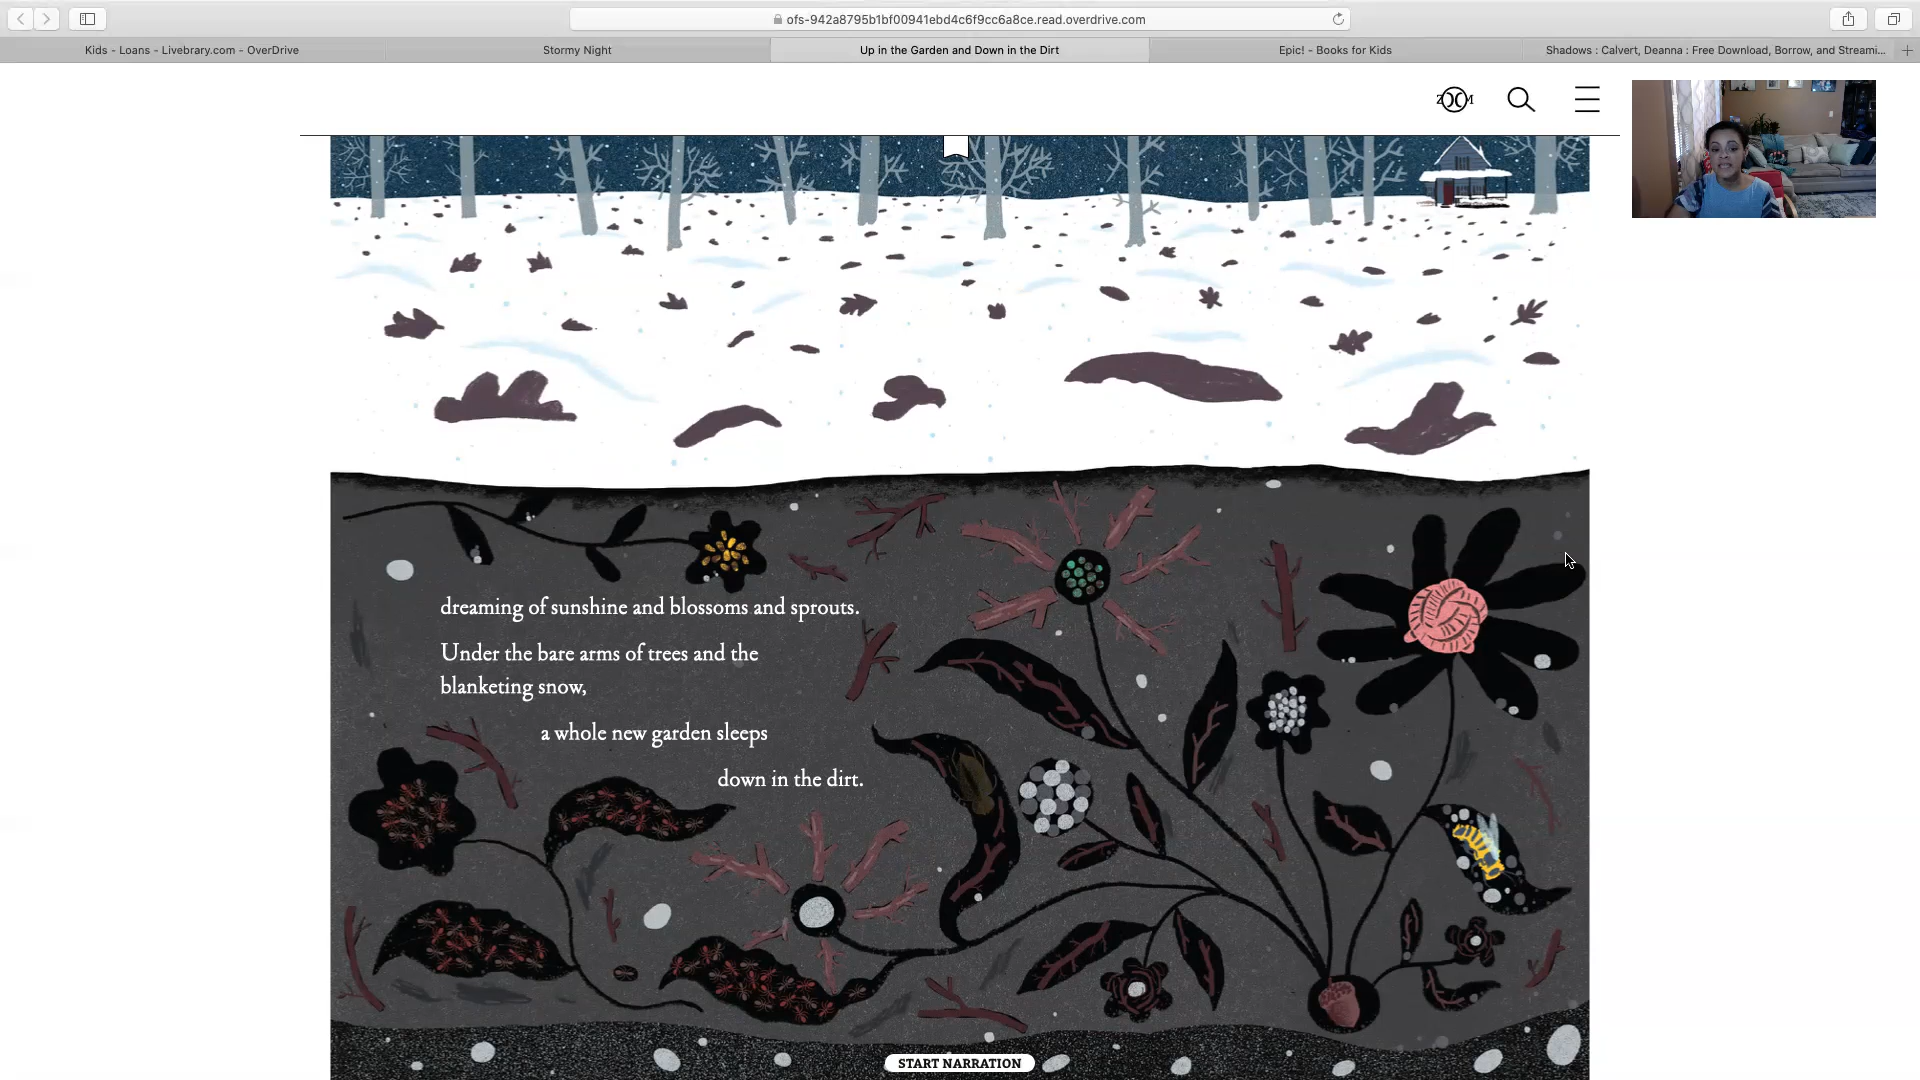 ofs-942a8795b1bf00941ebd4c6f9cc6a8ce.read.overdrive.com
Kids - Loans - Livebrary.com - OverDrive
Stormy Night
Up in the Garden and Down in the Dirt
Epic! - Books for Kids
Shadows : Calvert, Deanna : Free Download, Borrow, and Streami...
ZOOM
dreaming of sunshine and blossoms and sprouts.
Under the bare arms of trees and the
blanketing snow,
a whole new garden sleeps
down in the dirt.
START NARRATION